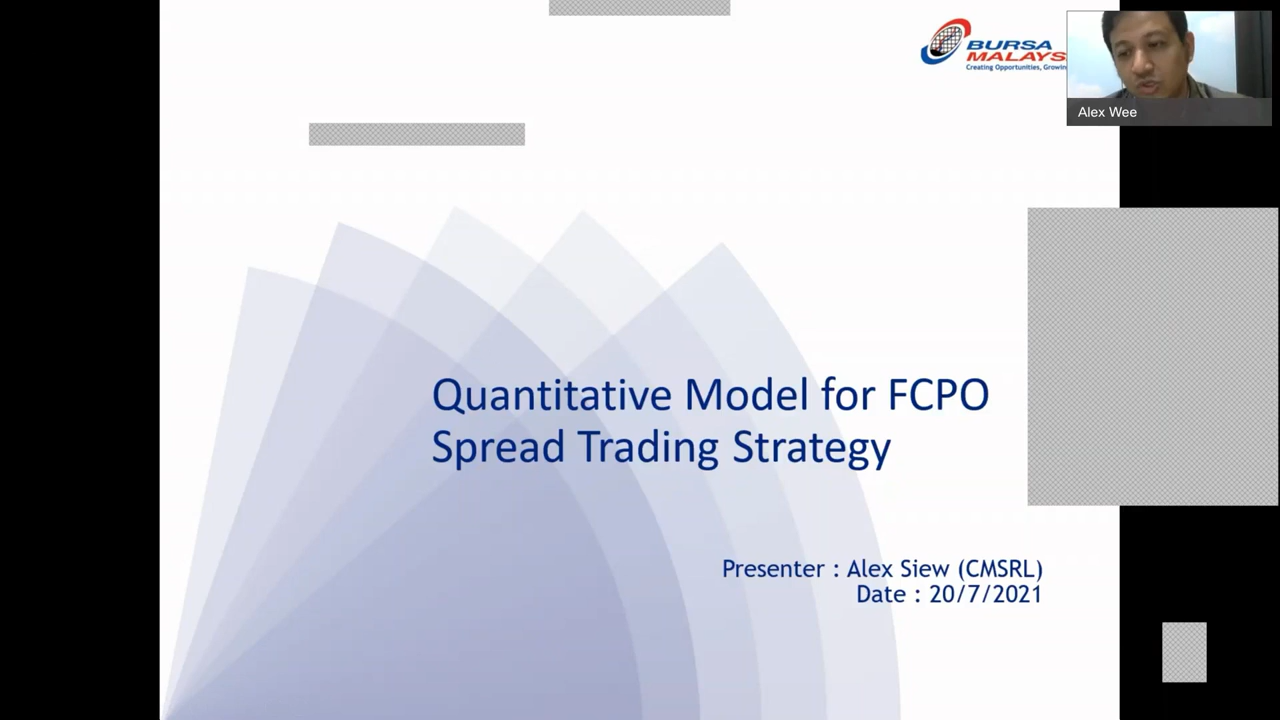 BURSA
MALAYS
Creating Opportunities, Growin
Alex Wee
Quantitative Model for FCPO
Spread Trading Strategy
Presenter : Alex Siew (CMSRL)
Date : 20/7/2021